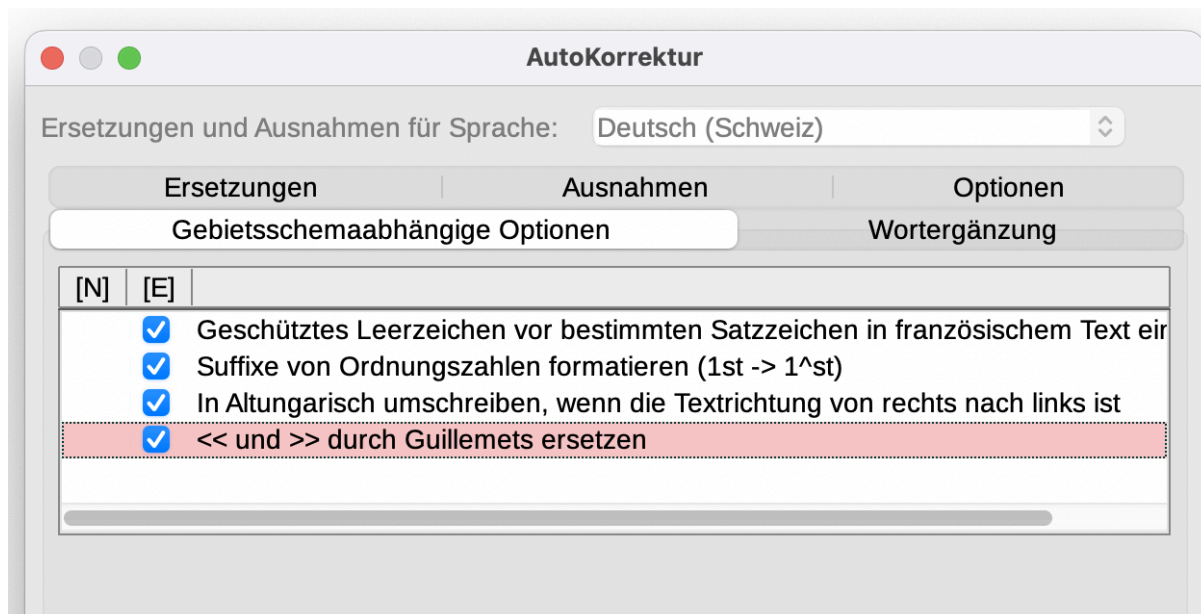 AutoKorrektur
Ersetzungen und Ausnahmen für Sprache: Deutsch (Schweiz)
Ersetzungen Ausnahmen Optionen
Gebietsschemaabhängige Optionen Wortergänzung
[N] [E]
Geschütztes Leerzeichen vor bestimmten Satzzeichen in französischem Text ein
Suffixe von Ordnungszahlen formatieren (1st -> 1^st)
In Altungarisch umschreiben, wenn die Textrichtung von rechts nach links ist
<< und >> durch Guillemets ersetzen